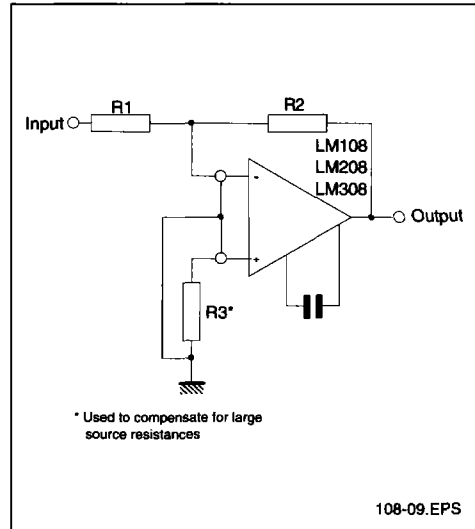 R1
R2
Input
LM108
LM208
LM308
-
Output
+
R3*
* Used to compensate for large
source resistances
108-09.EPS